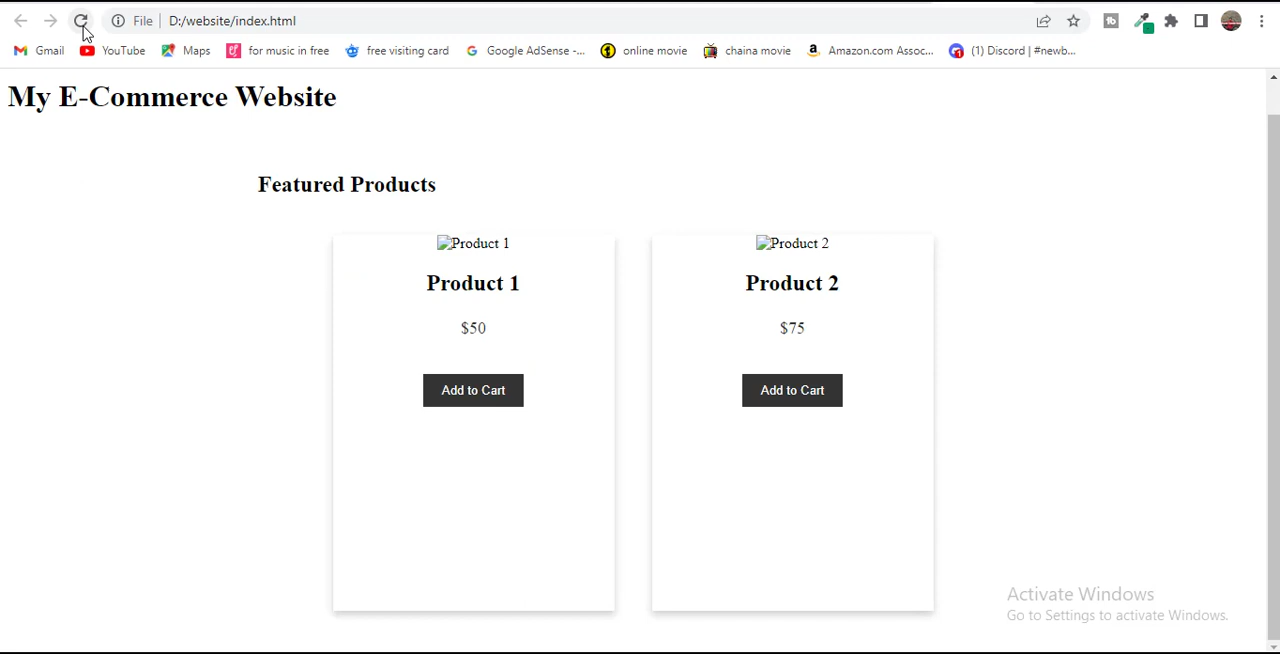 File D:/website/index.html
Gmail YouTube Maps for music in free free visiting card Google AdSense -... online movie chaina movie Amazon.com Assoc... (1) Discord | #newb...
My E-Commerce Website
Featured Products
Product 1 Product 2
Product 1 Product 2
$50 $75
Add to Cart Add to Cart
Activate Windows
Go to Settings to activate Windows.